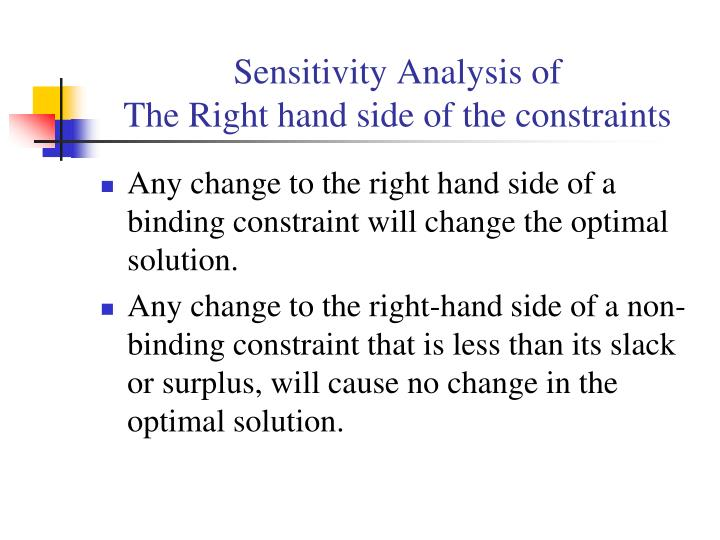 Sensitivity Analysis of
The Right hand side of the constraints
Any change to the right hand side of a
binding constraint will change the optimal
solution.
Any change to the right-hand side of a non-
binding constraint that is less than its slack
or surplus, will cause no change in the
optimal solution.